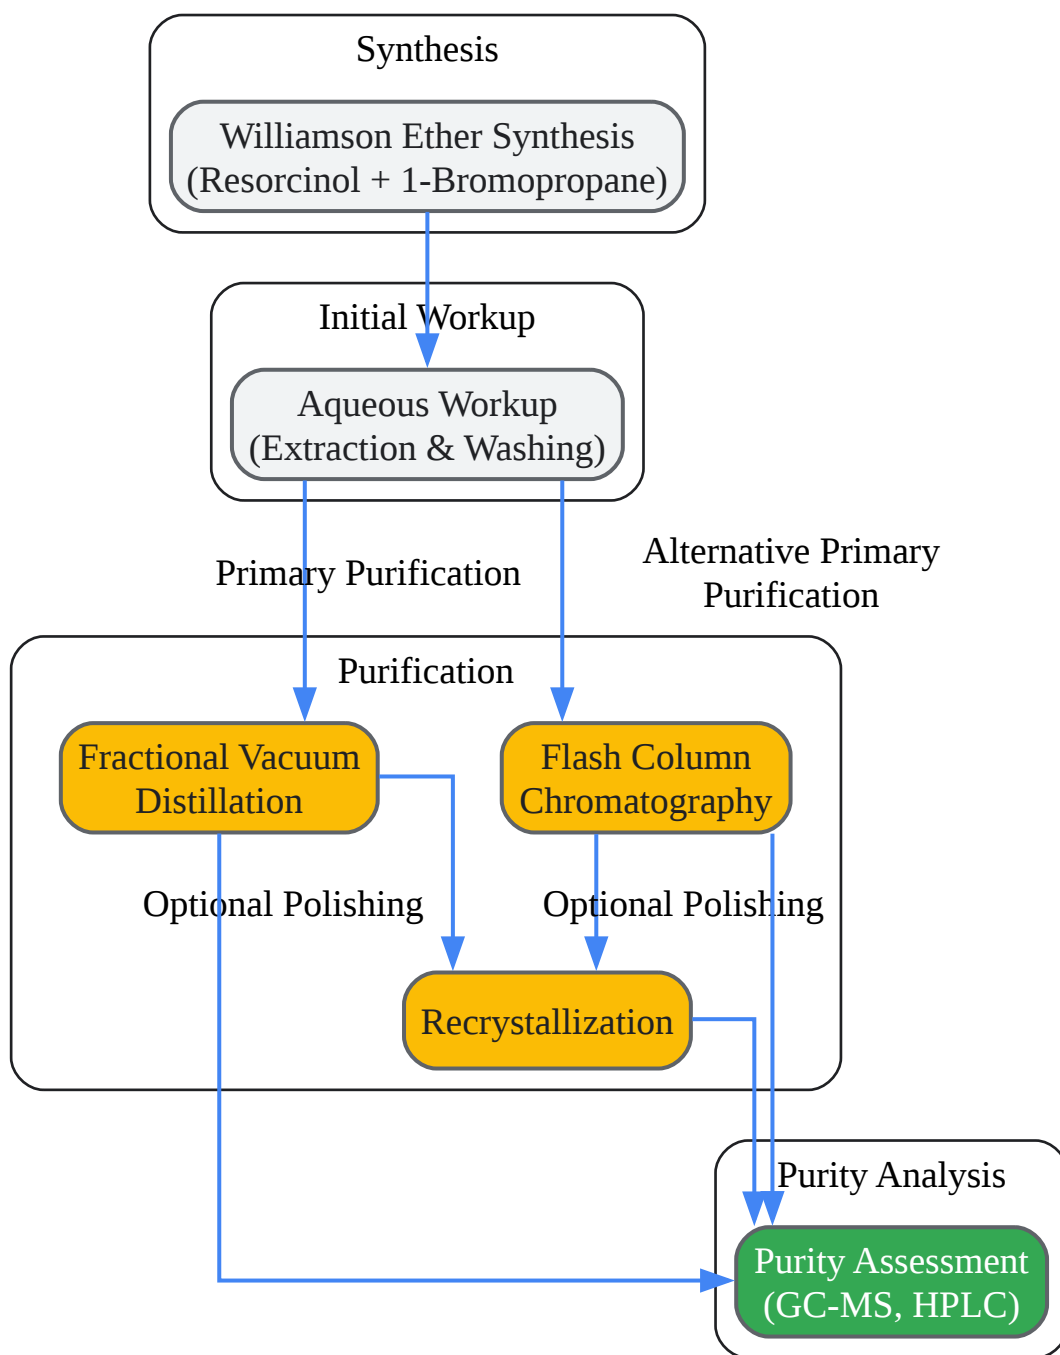 Synthesis
Williamson Ether Synthesis
(Resorcinol + 1-Bromopropane)
Initial Workup
Aqueous Workup
(Extraction & Washing)
Primary Purification
Alternative Primary
Purification
Purification
Fractional Vacuum
Distillation
Flash Column
Chromatography
Optional Polishing
Optional Polishing
Recrystallization
Purity Analysis
Purity Assessment
(GC-MS, HPLC)